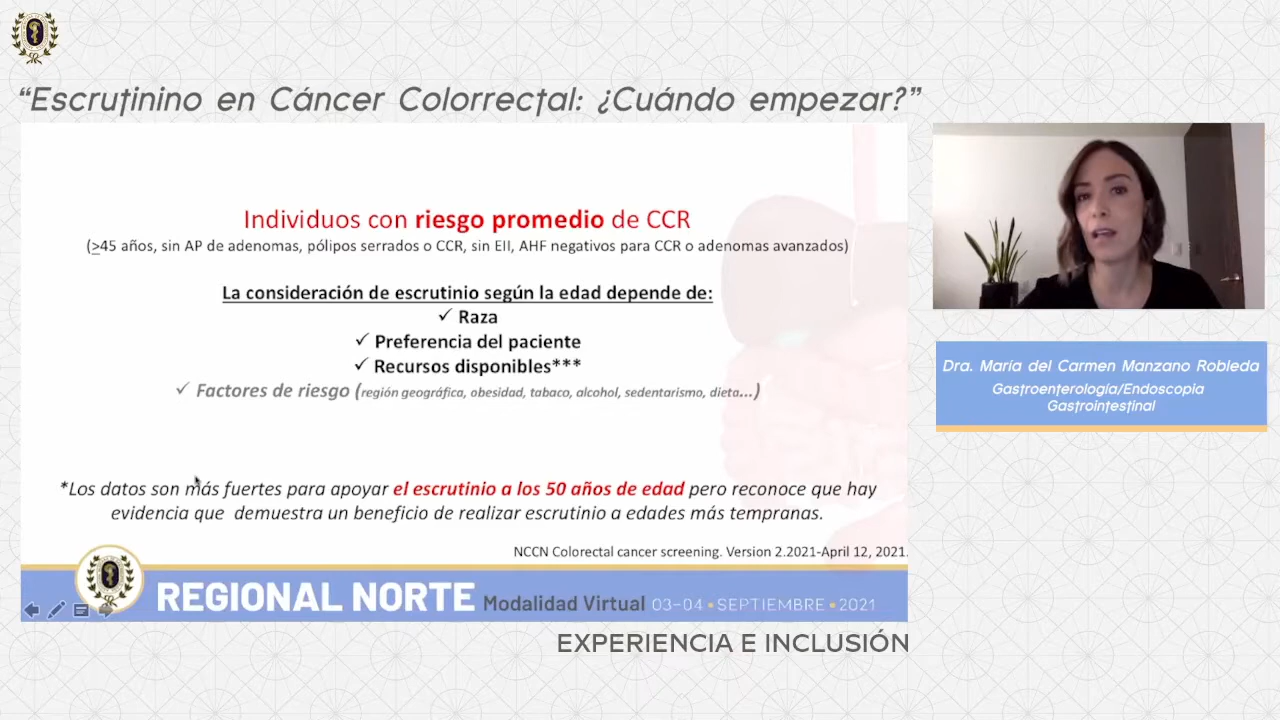 “Escrutinino en Cáncer Colorrectal: ¿Cuándo empezar?”
Individuos con riesgo promedio de CCR
(>45 años, sin AP de adenomas, pólipos serrados o CCR, sin EII, AHF negativos para CCR o adenomas avanzados)
La consideración de escrutinio según la edad depende de:
✓ Raza
✓ Preferencia del paciente
✓ Recursos disponibles***
✓ Factores de riesgo (región geográfica, obesidad, tabaco, alcohol, sedentarismo, dieta...)
*Los datos son más fuertes para apoyar el escrutinio a los 50 años de edad pero reconoce que hay
evidencia que demuestra un beneficio de realizar escrutinio a edades más tempranas.
NCCN Colorectal cancer screening. Version 2.2021-April 12, 2021.
REGIONAL NORTE Modalidad Virtual 03-04 • SEPTIEMBRE • 2021
EXPERIENCIA E INCLUSIÓN
Dra. María del Carmen Manzano Robleda
Gastroenterología/Endoscopia
Gastrointestinal